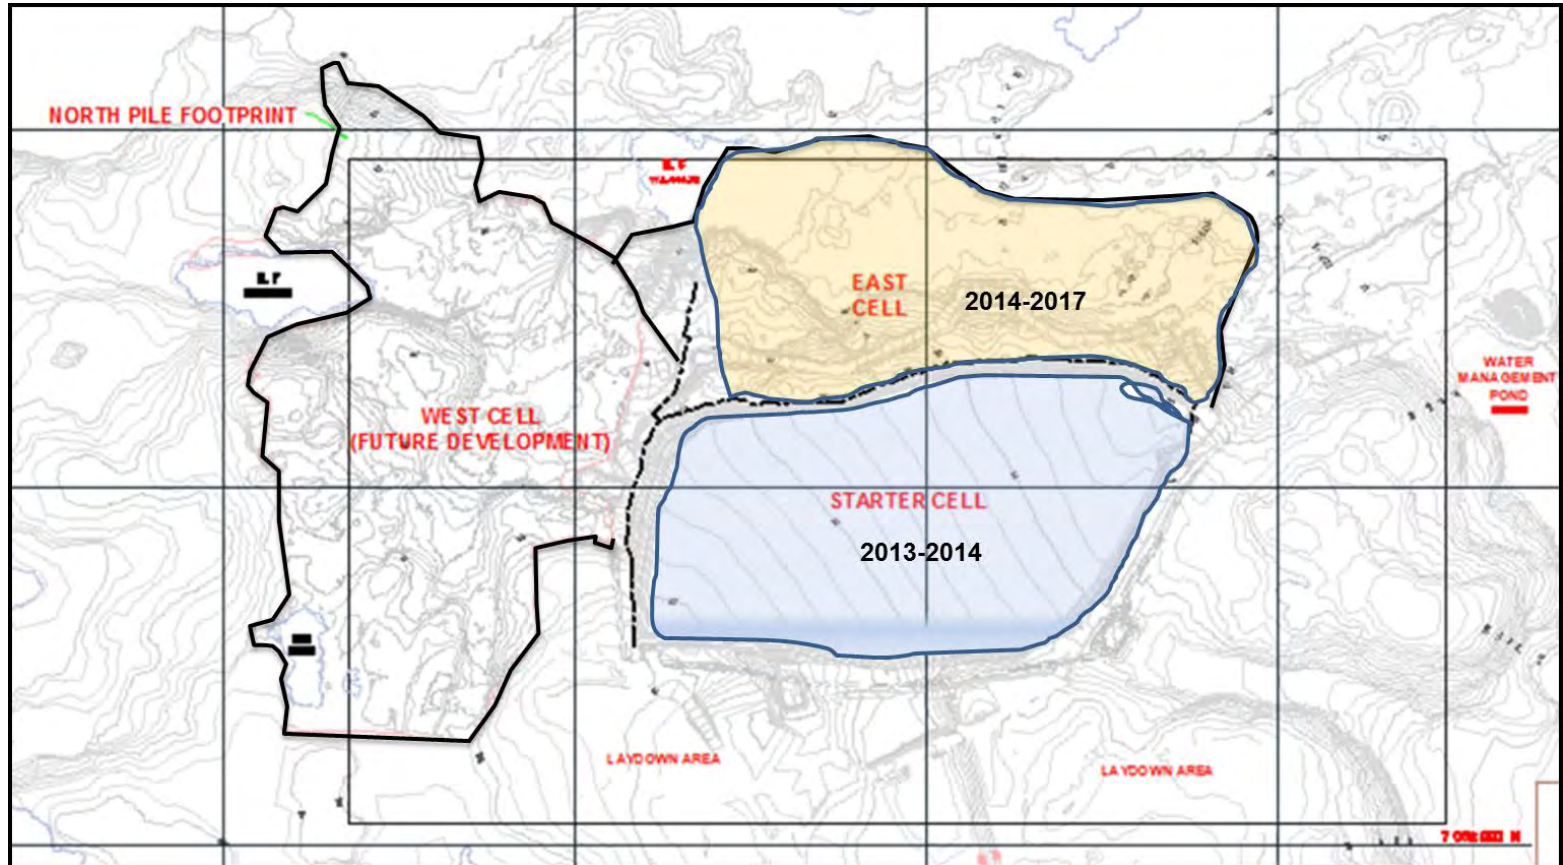 NORTH PILE FOOTPRINT
EAST
CELL
2014-2017
WATER
MANAGEMENT
POND
WEST CELL
(FUTURE DEVELOPMENT)
STARTER CELL
2013-2014
LAYDOWN AREA
LAYDOWN AREA